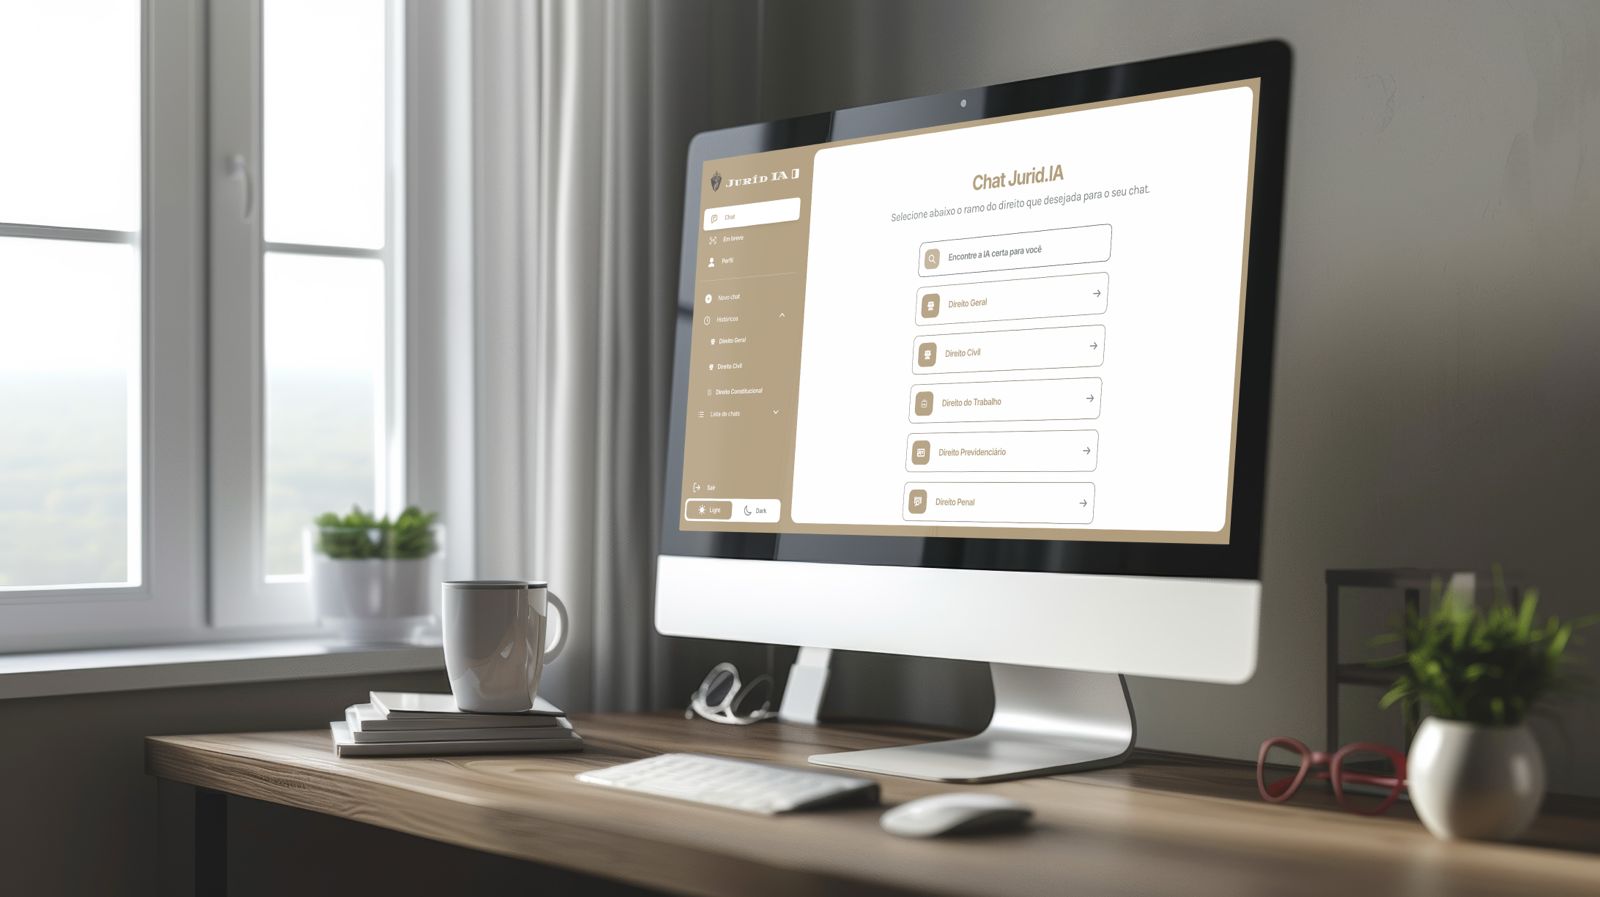 JURID IA
Chat
Em breve
Perfil
Novo chat
Históricos
Direito Geral
Direito Civil
Direito Constitucional
Lista de chats
Sair
Light
Dark
Chat Jurid.IA
Selecione abaixo o ramo do direito que desejada para o seu chat.
Encontre a IA certa para você
Direito Geral
Direito Civil
Direito do Trabalho
Direito Previdenciário
Direito Penal